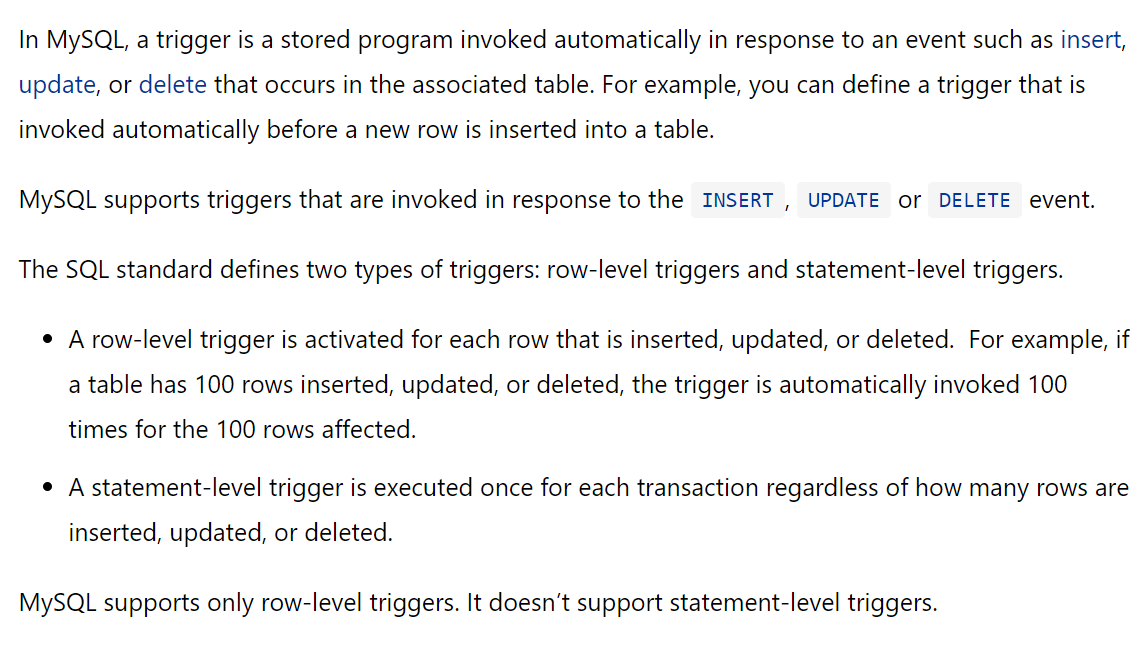 In MySQL, a trigger is a stored program invoked automatically in response to an event such as insert,
update, or delete that occurs in the associated table. For example, you can define a trigger that is
invoked automatically before a new row is inserted into a table.
MySQL supports triggers that are invoked in response to the INSERT , UPDATE or DELETE event.
The SQL standard defines two types of triggers: row-level triggers and statement-level triggers.
• A row-level trigger is activated for each row that is inserted, updated, or deleted.  For example, if
a table has 100 rows inserted, updated, or deleted, the trigger is automatically invoked 100
times for the 100 rows affected.
• A statement-level trigger is executed once for each transaction regardless of how many rows are
inserted, updated, or deleted.
MySQL supports only row-level triggers. It doesn’t support statement-level triggers.